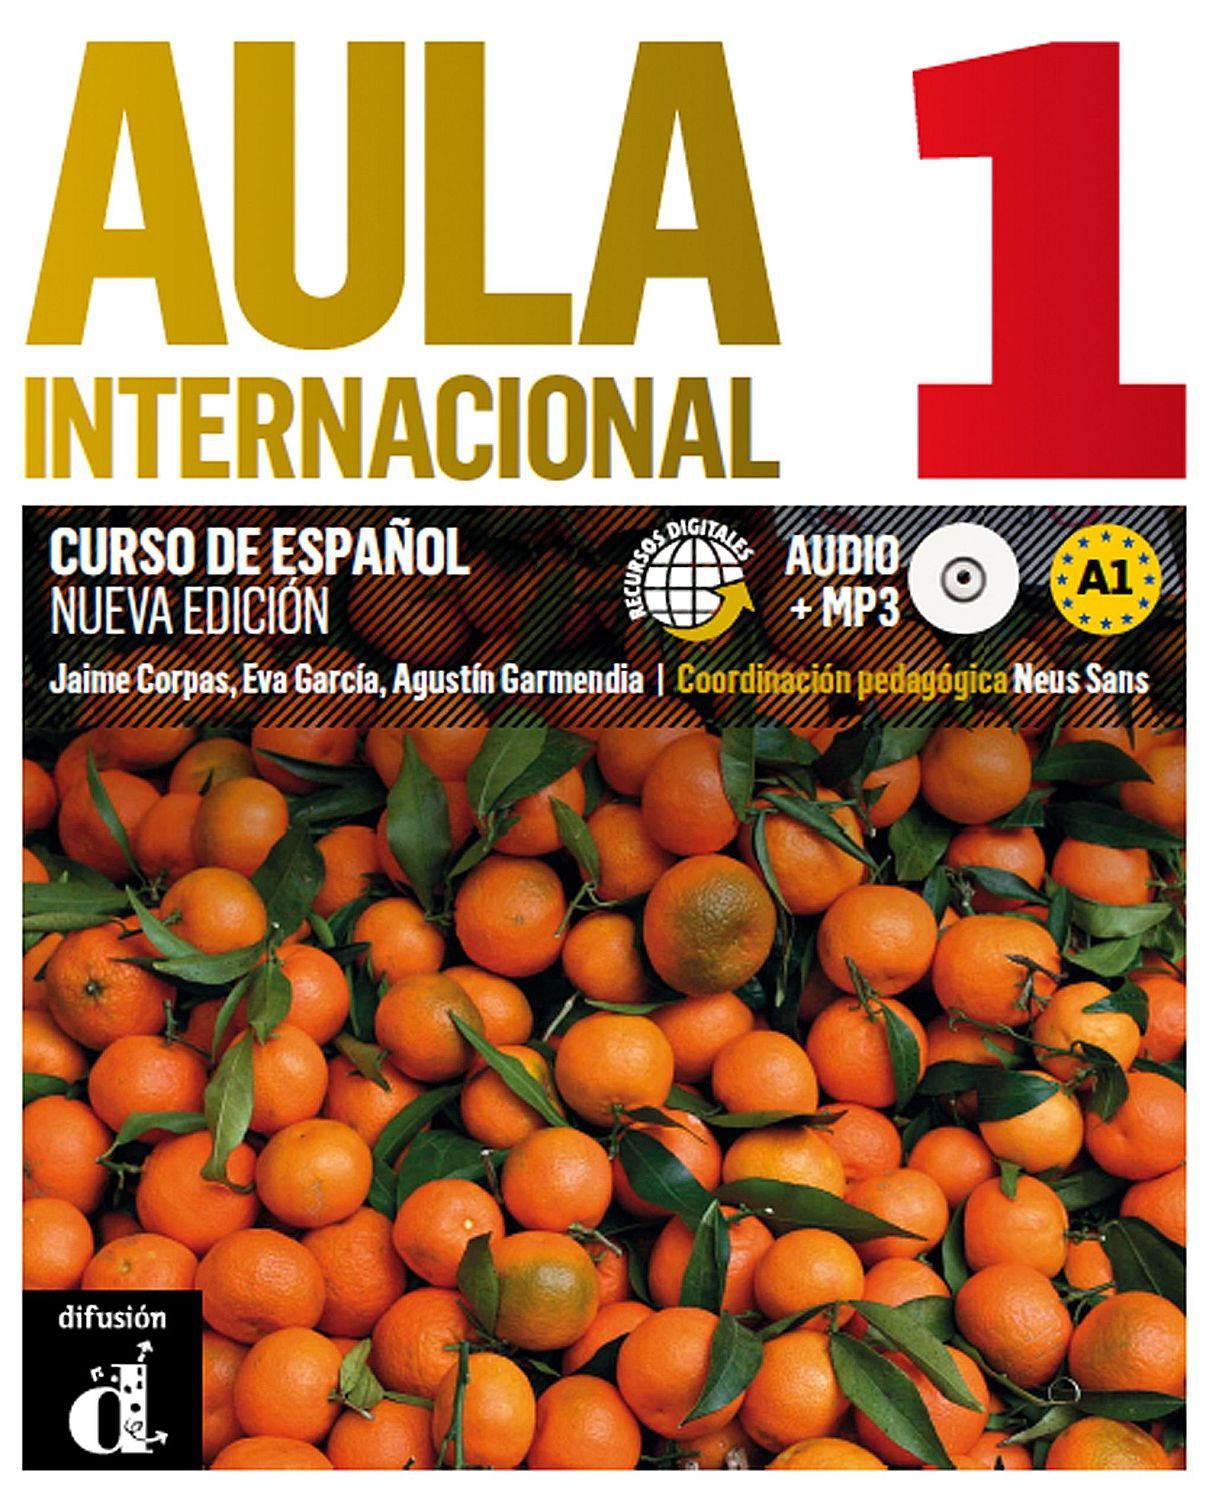 AULA
INTERNACIONAL
1
CURSO DE ESPAÑOL
NUEVA EDICIÓN
RECURSOS DIGITALES
AUDIO
+ MP3
A1
Jaime Corpas, Eva García, Agustín Garmendia | Coordinación pedagógica Neus Sans
difusión
d